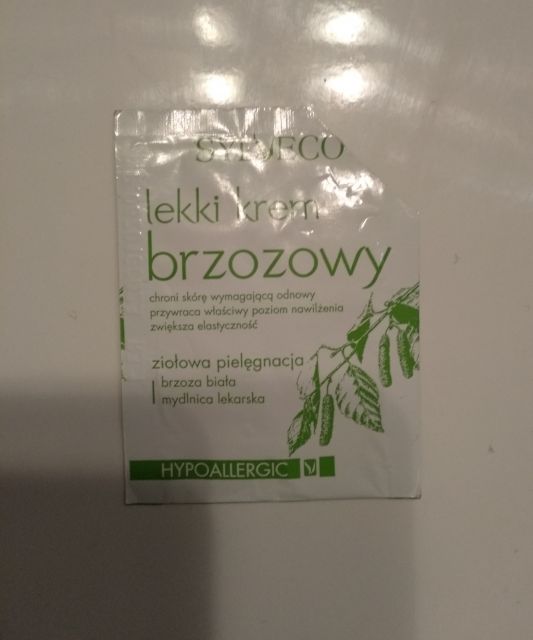 SYLVECO
lekki krem
brzozowy
chroni skórę wymagającą odnowy
przywraca właściwy poziom nawilżenia
zwiększa elastyczność
ziołowa pielęgnacja
brzoza biała
mydlnica lekarska
HYPOALLERGIC